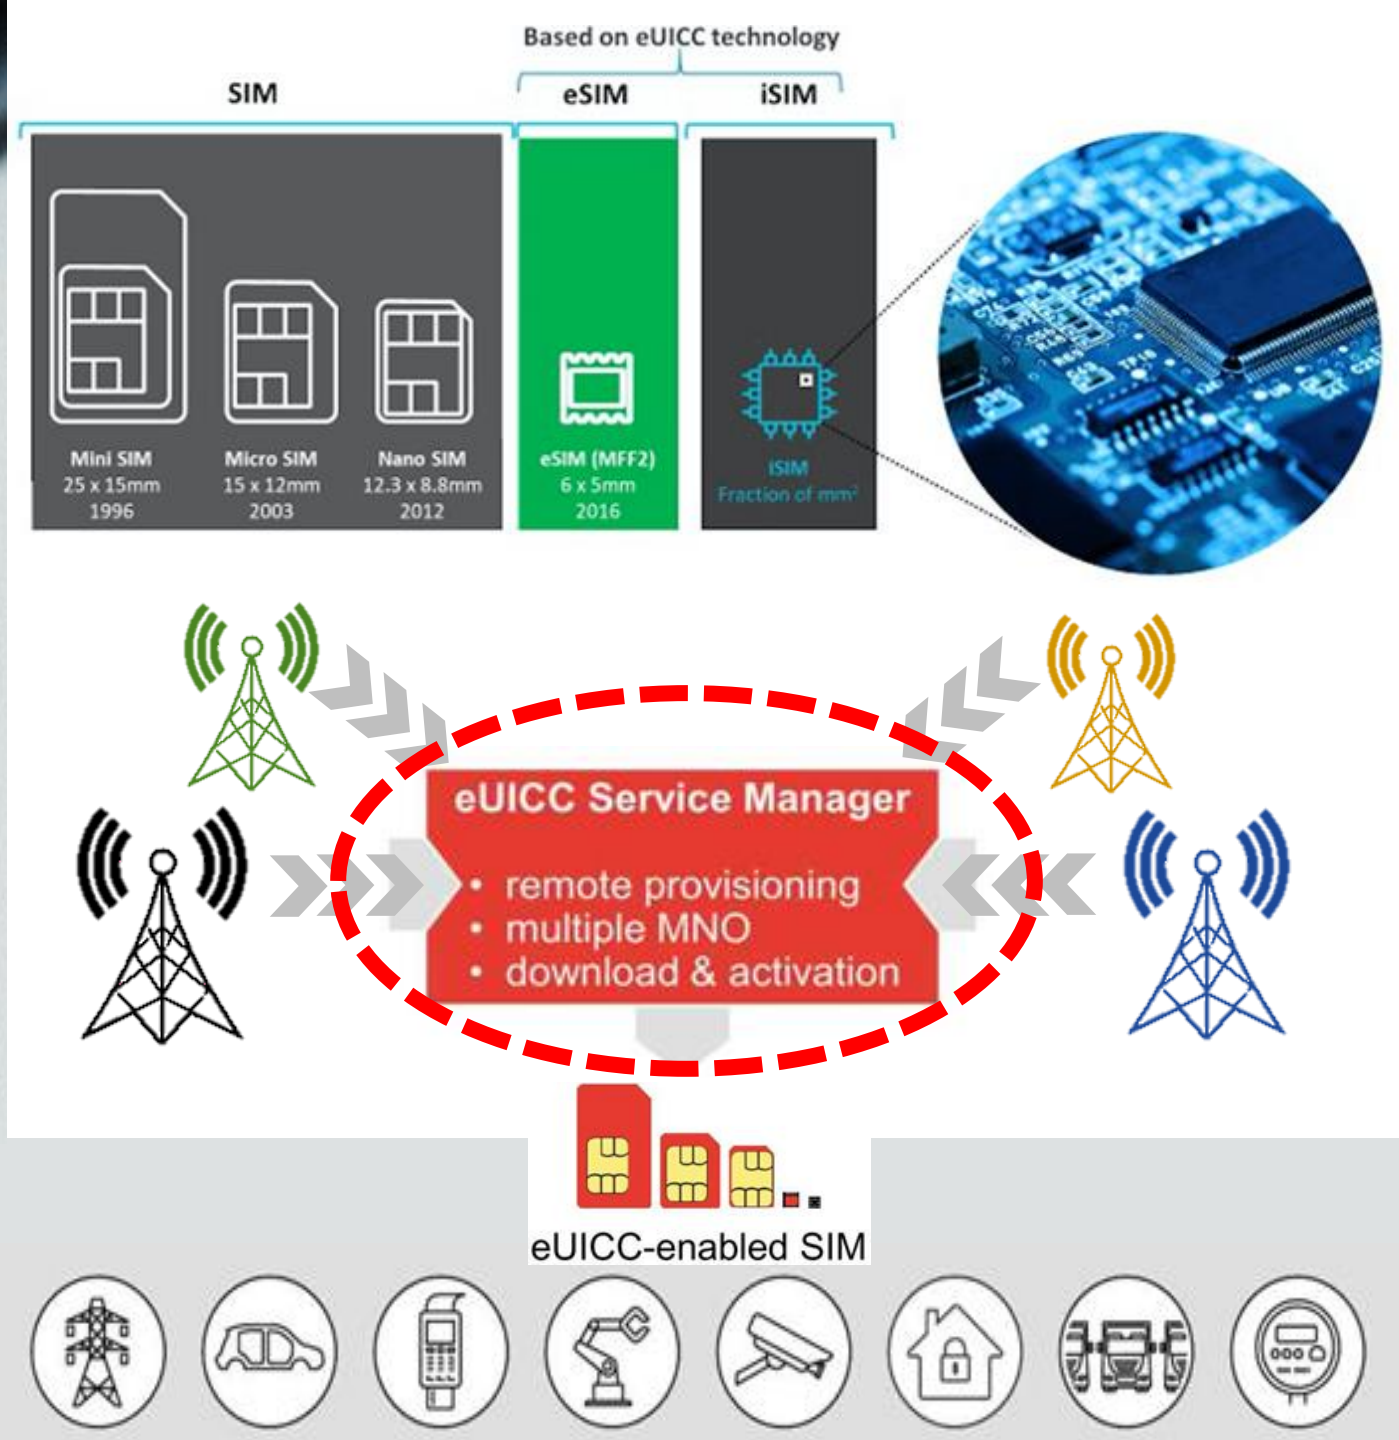 Based on eUICC technology
SIM
eSIM
iSIM
Mini SIM
25 x 15mm
1996
Micro SIM
15 x 12mm
2003
Nano SIM
12.3 x 8.8mm
2012
eSIM (MFF2)
6 x 5mm
2016
iSIM
Fraction of mm²
TP16
R69
eUICC Service Manager
• remote provisioning
• multiple MNO
• download & activation
eUICC-enabled SIM